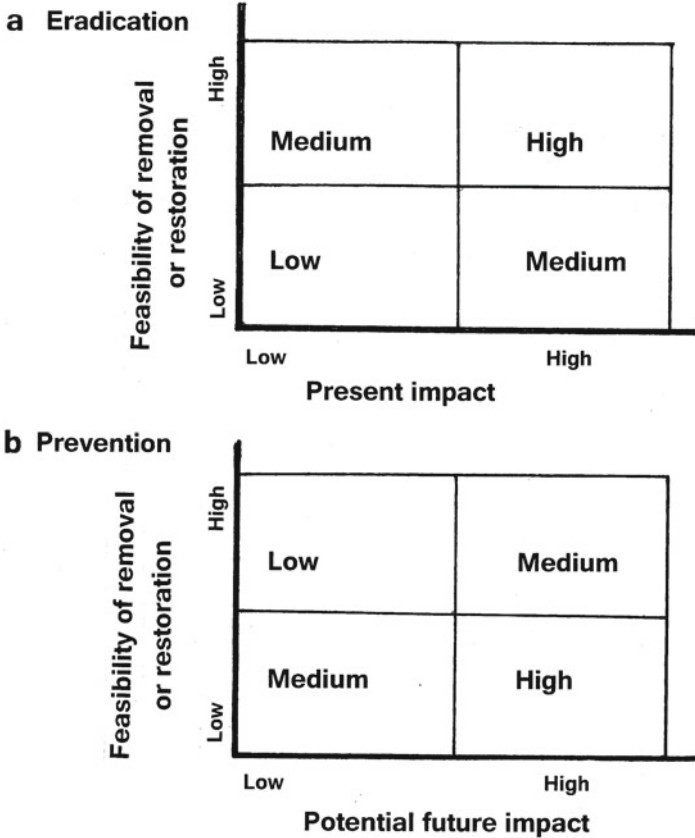 a Eradication
Feasibility of removal
or restoration
High
Low
Medium
High
Low
Medium
Low
High
Present impact
b Prevention
Feasibility of removal
or restoration
High
Low
Low
Medium
Medium
High
Low
High
Potential future impact